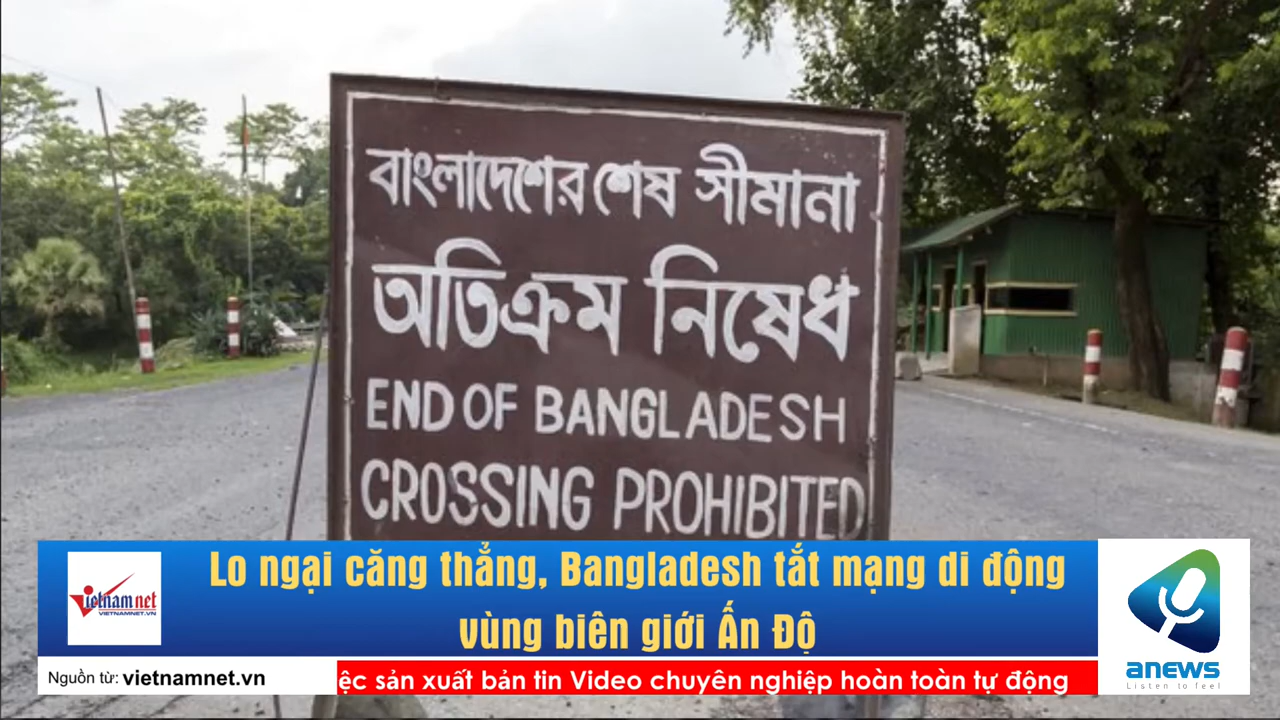 বাংলাদেশের শেষ সীমানা
অতিক্রম নিষেধ
END OF BANGLADESH
CROSSING PROHIBITED
Lo ngại căng thẳng, Bangladesh tắt mạng di động
vùng biên giới Ấn Độ
Vietnamnet
VIETNAMNET.VN
Nguồn từ: vietnamnet.vn
ệc sản xuất bản tin Video chuyên nghiệp hoàn toàn tự động
anews
Listen to feel